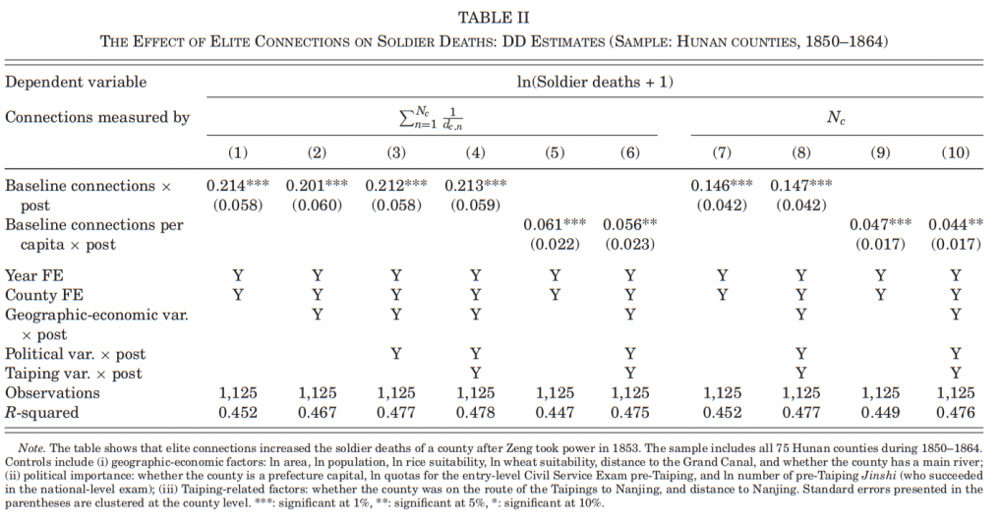 TABLE II
THE EFFECT OF ELITE CONNECTIONS ON SOLDIER DEATHS: DD ESTIMATES (SAMPLE: HUNAN COUNTIES, 1850–1864)
Dependent variable ln(Soldier deaths + 1)
Connections measured by ∑_{n=1}^{N_c} 1/d_{c,n} N_c
(1) (2) (3) (4) (5) (6) (7) (8) (9) (10)
Baseline connections × 0.214*** 0.201*** 0.212*** 0.213*** 0.146*** 0.147***
post (0.058) (0.060) (0.058) (0.059) (0.042) (0.042)
Baseline connections per 0.061*** 0.056** 0.047*** 0.044**
capita × post (0.022) (0.023) (0.017) (0.017)
Year FE Y Y Y Y Y Y Y Y Y Y
County FE Y Y Y Y Y Y Y Y Y Y
Geographic-economic var. Y Y Y Y Y Y
× post
Political var. × post Y Y Y Y Y
Taiping var. × post Y Y Y Y
Observations 1,125 1,125 1,125 1,125 1,125 1,125 1,125 1,125 1,125 1,125
R-squared 0.452 0.467 0.477 0.478 0.447 0.475 0.452 0.477 0.449 0.476
Note. The table shows that elite connections increased the soldier deaths of a county after Zeng took power in 1853. The sample includes all 75 Hunan counties during 1850–1864.
Controls include (i) geographic-economic factors: ln area, ln population, ln rice suitability, ln wheat suitability, distance to the Grand Canal, and whether the county has a main river;
(ii) political importance: whether the county is a prefecture capital, ln quotas for the entry-level Civil Service Exam pre-Taiping, and ln number of pre-Taiping Jinshi (who succeeded
in the national-level exam); (iii) Taiping-related factors: whether the county was on the route of the Taipings to Nanjing, and distance to Nanjing. Standard errors presented in the
parentheses are clustered at the county level. ***: significant at 1%, **: significant at 5%, *: significant at 10%.